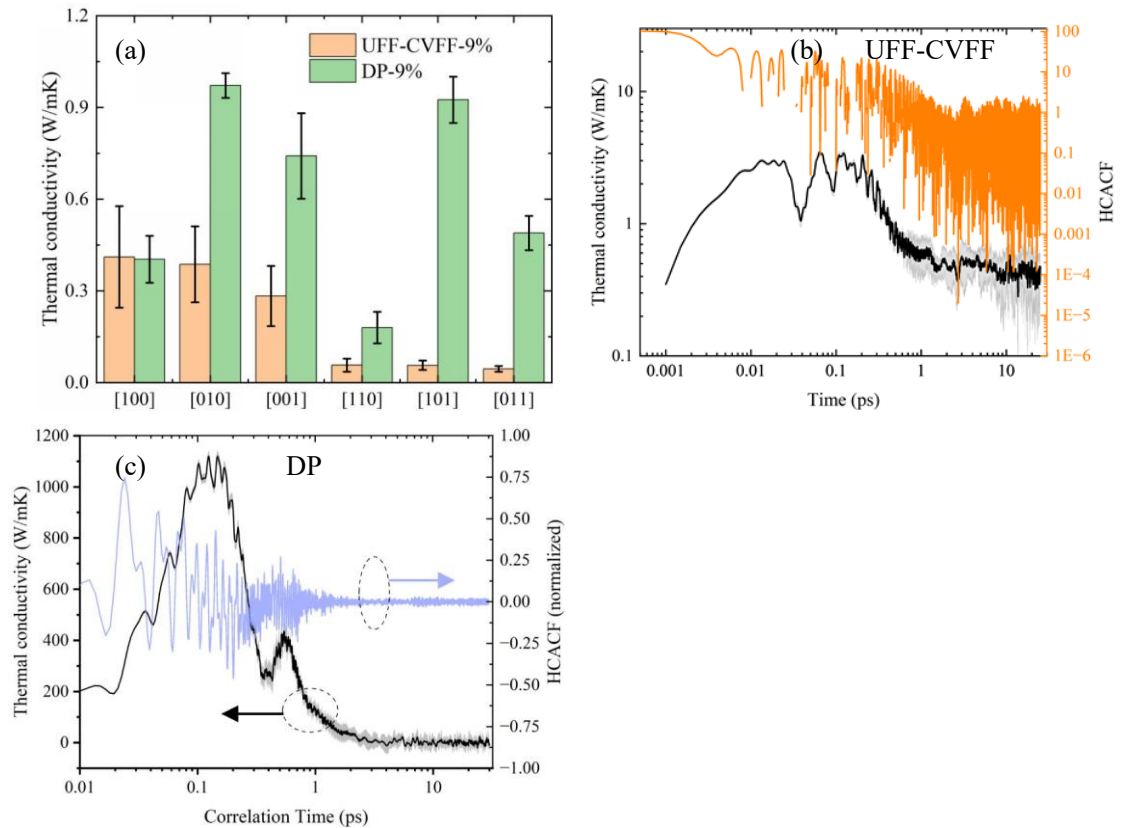 (a)
UFF-CVFF-9%
DP-9%
Thermal conductivity (W/mK)
1.2
0.9
0.6
0.3
0.0
[100] [010] [001] [110] [101] [011]
(b) UFF-CVFF
Thermal conductivity (W/mK)
10
1
0.1
100
10
1
0.1
0.01
0.001
1E-4
1E-5
1E-6
HCACF
0.001 0.01 0.1 1 10
Time (ps)
(c) DP
Thermal conductivity (W/mK)
1200
1000
800
600
400
200
0
1.00
0.75
0.50
0.25
0.00
−0.25
−0.50
−0.75
−1.00
HCACF (normalized)
0.01 0.1 1 10
Correlation Time (ps)